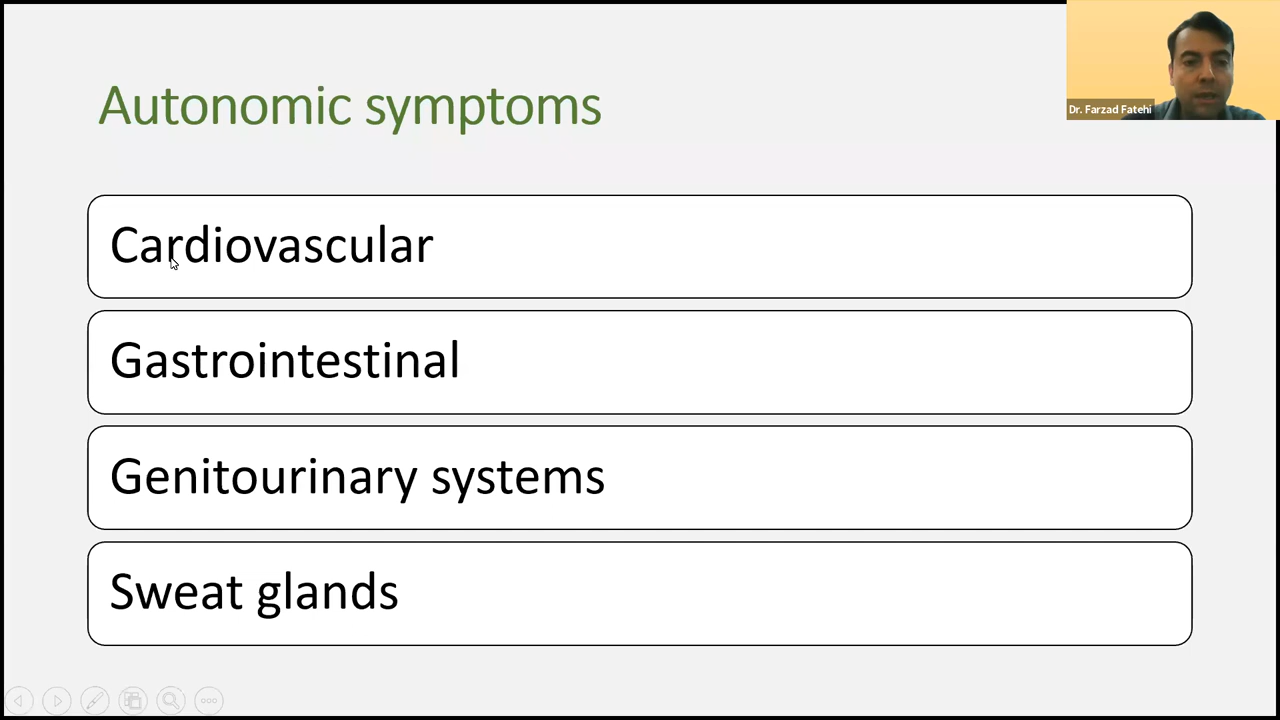 Autonomic symptoms
Dr. Farzad Fatehi
Cardiovascular
Gastrointestinal
Genitourinary systems
Sweat glands